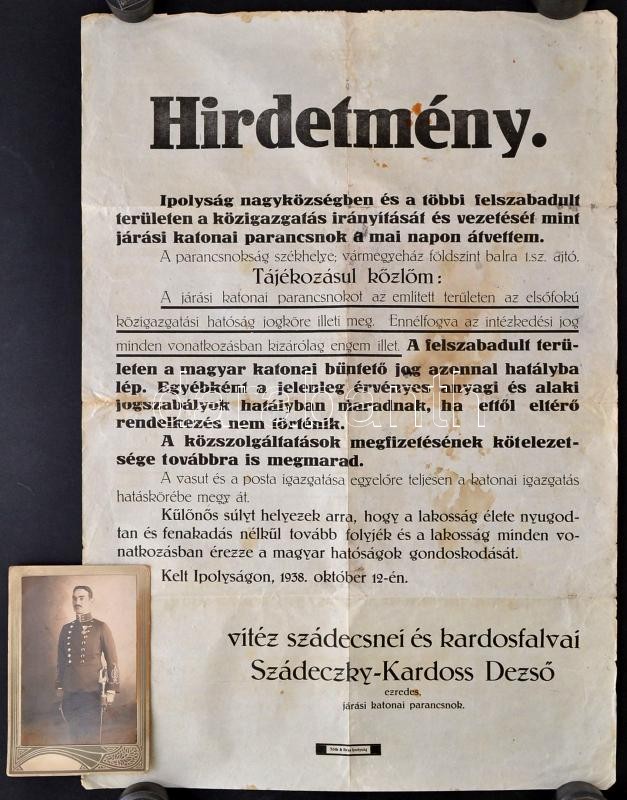 Hirdetmény.
Ipolyság nagyközségben és a többi felszabadult
területen a közigazgatás irányítását és vezetését mint
járási katonai parancsnok a mai napon átvettem.
A parancsnokság székhelye; vármegyeház földszint balra 1.sz. ajtó.
Tájékozásul közlöm:
A járási katonai parancsnokot az említett területen az elsőfokú
közigazgatási hatóság jogköre illeti meg. Ennélfogva az intézkedési jog
minden vonatkozásban kizárólag engem illet. A felszabadult terü-
leten a magyar katonai büntető jog azonnal hatályba
lép. Egyébként a jelenleg érvényes anyagi és alaki
jogszabályok hatályban maradnak, ha ettől eltérő
rendelkezés nem történik.
A közszolgáltatások megfizetésének kötelezett-
sége továbbra is megmarad.
A vasut és a posta igazgatása egyelőre teljesen a katonai igazgatás
hatáskörébe megy át.
Különös súlyt helyezek arra, hogy a lakosság élete nyugod-
tan és fenakadás nélkül tovább folyjék és a lakosság minden vo-
natkozásban érezze a magyar hatóságok gondoskodását.
Kelt Ipolyságon, 1938. október 12-én.
vitéz szádecsnei és kardosfalvai
Szádeczky-Kardoss Dezső
ezredes,
járási katonai parancsnok.